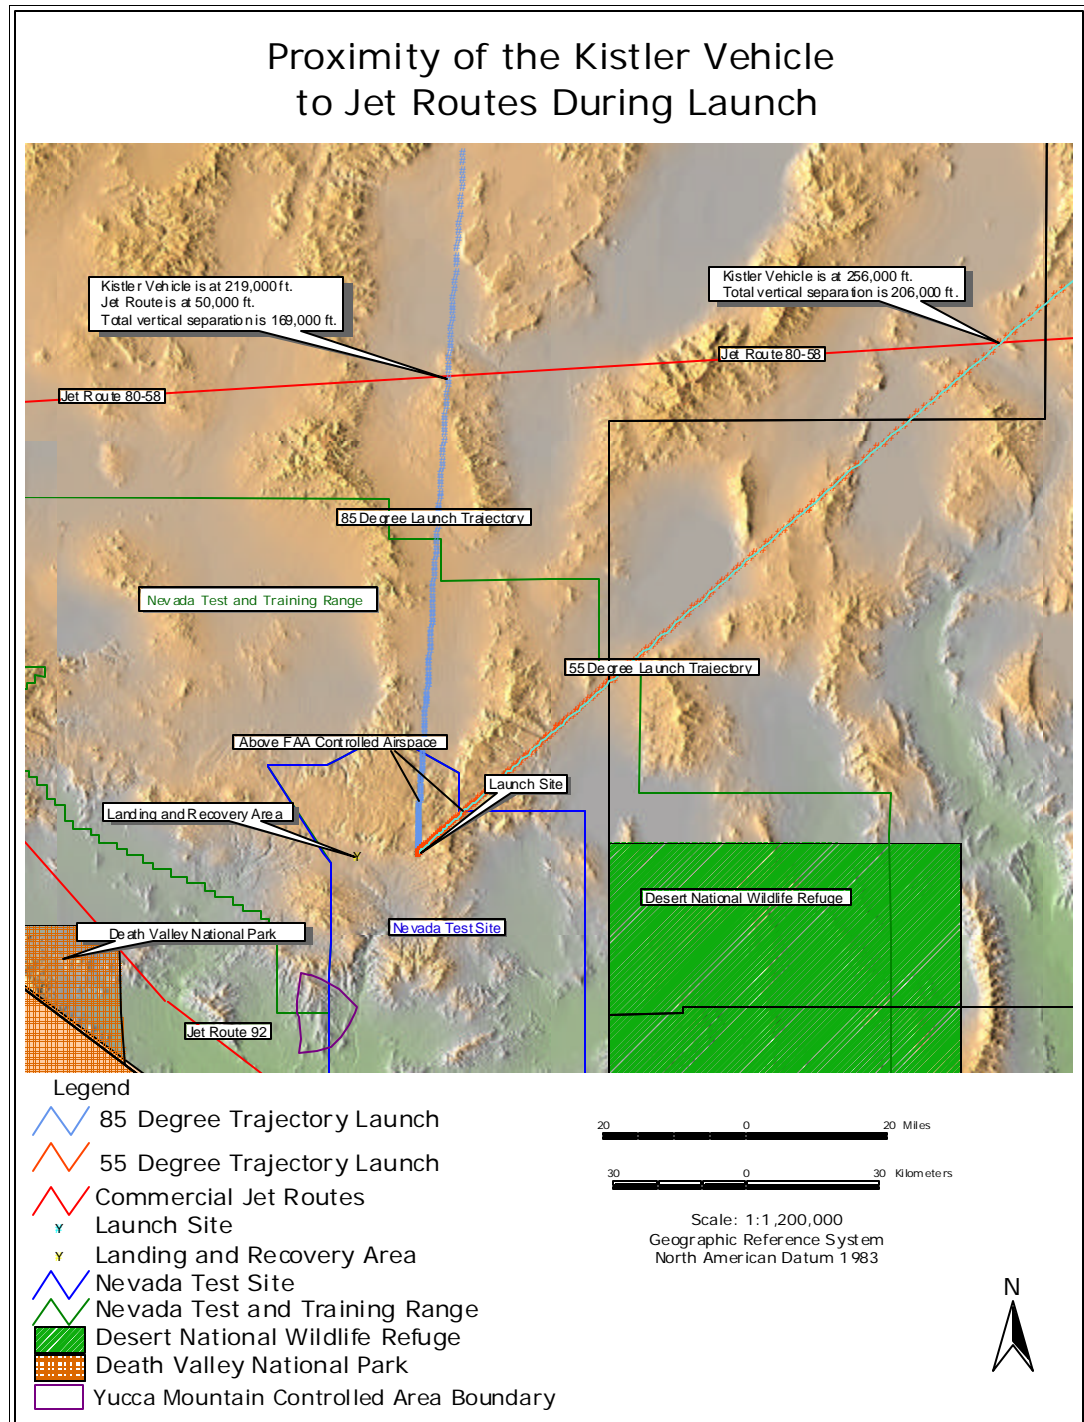 Proximity of the Kistler Vehicle
to Jet Routes During Launch
Kistler Vehicle is at 219,000 ft.
Jet Route is at 50,000 ft.
Total vertical separation is 169,000 ft.
Kistler Vehicle is at 256,000 ft.
Total vertical separation is 206,000 ft.
Jet Route 80-58
Jet Route 80-58
85 Degree Launch Trajectory
Nevada Test and Training Range
55 Degree Launch Trajectory
Above FAA Controlled Airspace
Launch Site
Landing and Recovery Area
Desert National Wildlife Refuge
Nevada Test Site
Death Valley National Park
Jet Route 92
Legend
85 Degree Trajectory Launch
55 Degree Trajectory Launch
Commercial Jet Routes
Launch Site
Landing and Recovery Area
Nevada Test Site
Nevada Test and Training Range
Desert National Wildlife Refuge
Death Valley National Park
Yucca Mountain Controlled Area Boundary
20 0 20 Miles
30 0 30 Kilometers
Scale: 1:1,200,000
Geographic Reference System
North American Datum 1983
N